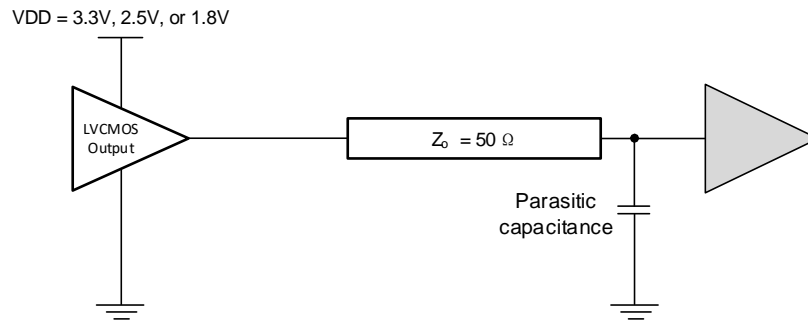 VDD = 3.3V, 2.5V, or 1.8V
LVCMOS
Output
Zₒ = 50 Ω
Parasitic
capacitance